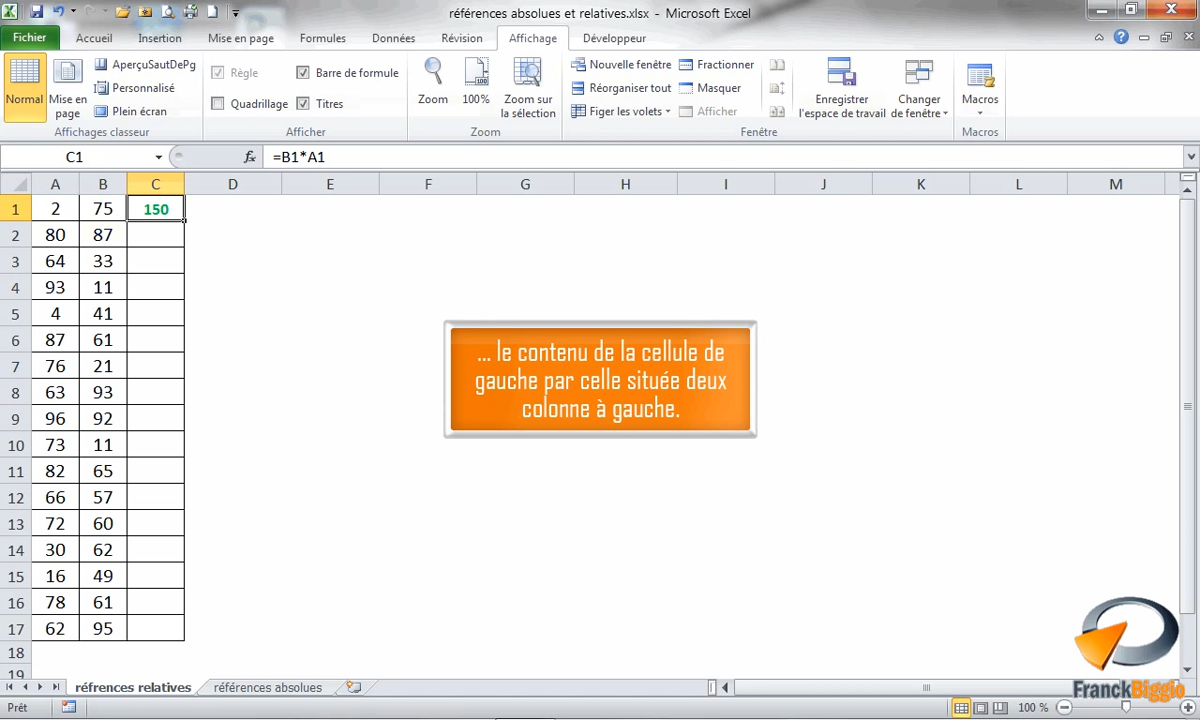 références absolues et relatives.xlsx - Microsoft Excel
Fichier Accueil Insertion Mise en page Formules Données Révision Affichage Développeur
Normal
Mise en page
AperçuSautDePg
Personnalisé
Plein écran
Affichages classeur
Règle Barre de formule
Quadrillage Titres
Afficher
Zoom
100%
Zoom sur la sélection
Zoom
Nouvelle fenêtre
Réorganiser tout
Figer les volets
Fractionner
Masquer
Afficher
Enregistrer l'espace de travail
Changer de fenêtre
Fenêtre
Macros
Macros
C1 fx =B1*A1
A B C D E F G H I J K L M
1 2 75 150
2 80 87
3 64 33
4 93 11
5 4 41
6 87 61
7 76 21
8 63 93
9 96 92
10 73 11
11 82 65
12 66 57
13 72 60
14 30 62
15 16 49
16 78 61
17 62 95
18
19
... le contenu de la cellule de
gauche par celle située deux
colonne à gauche.
FranckBiggio
réfrences relatives références absolues
Prêt 100 %